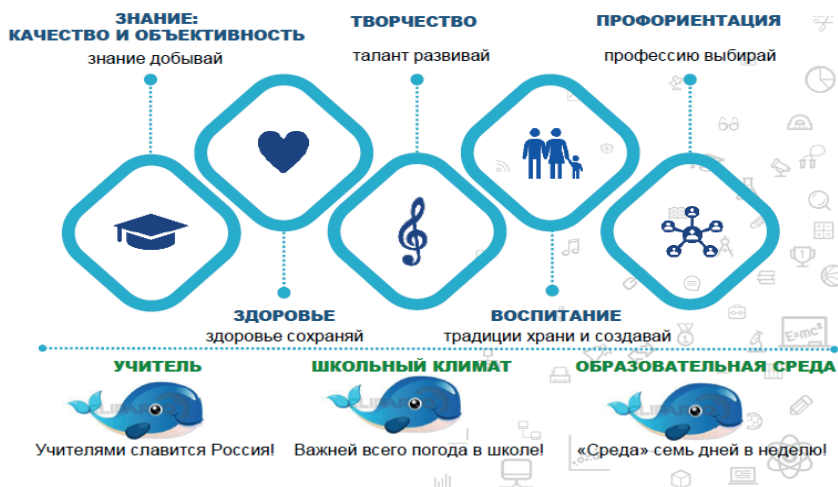 ЗНАНИЕ:
КАЧЕСТВО И ОБЪЕКТИВНОСТЬ
знание добывай
ТВОРЧЕСТВО
талант развивай
ПРОФОРИЕНТАЦИЯ
профессию выбирай
ЗДОРОВЬЕ
здоровье сохраняй
ВОСПИТАНИЕ
традиции храни и создавай
E=mc²
УЧИТЕЛЬ
ШКОЛЬНЫЙ КЛИМАТ
ОБРАЗОВАТЕЛЬНАЯ СРЕДА
Учителями славится Россия!
Важней всего погода в школе!
«Среда» семь дней в неделю!